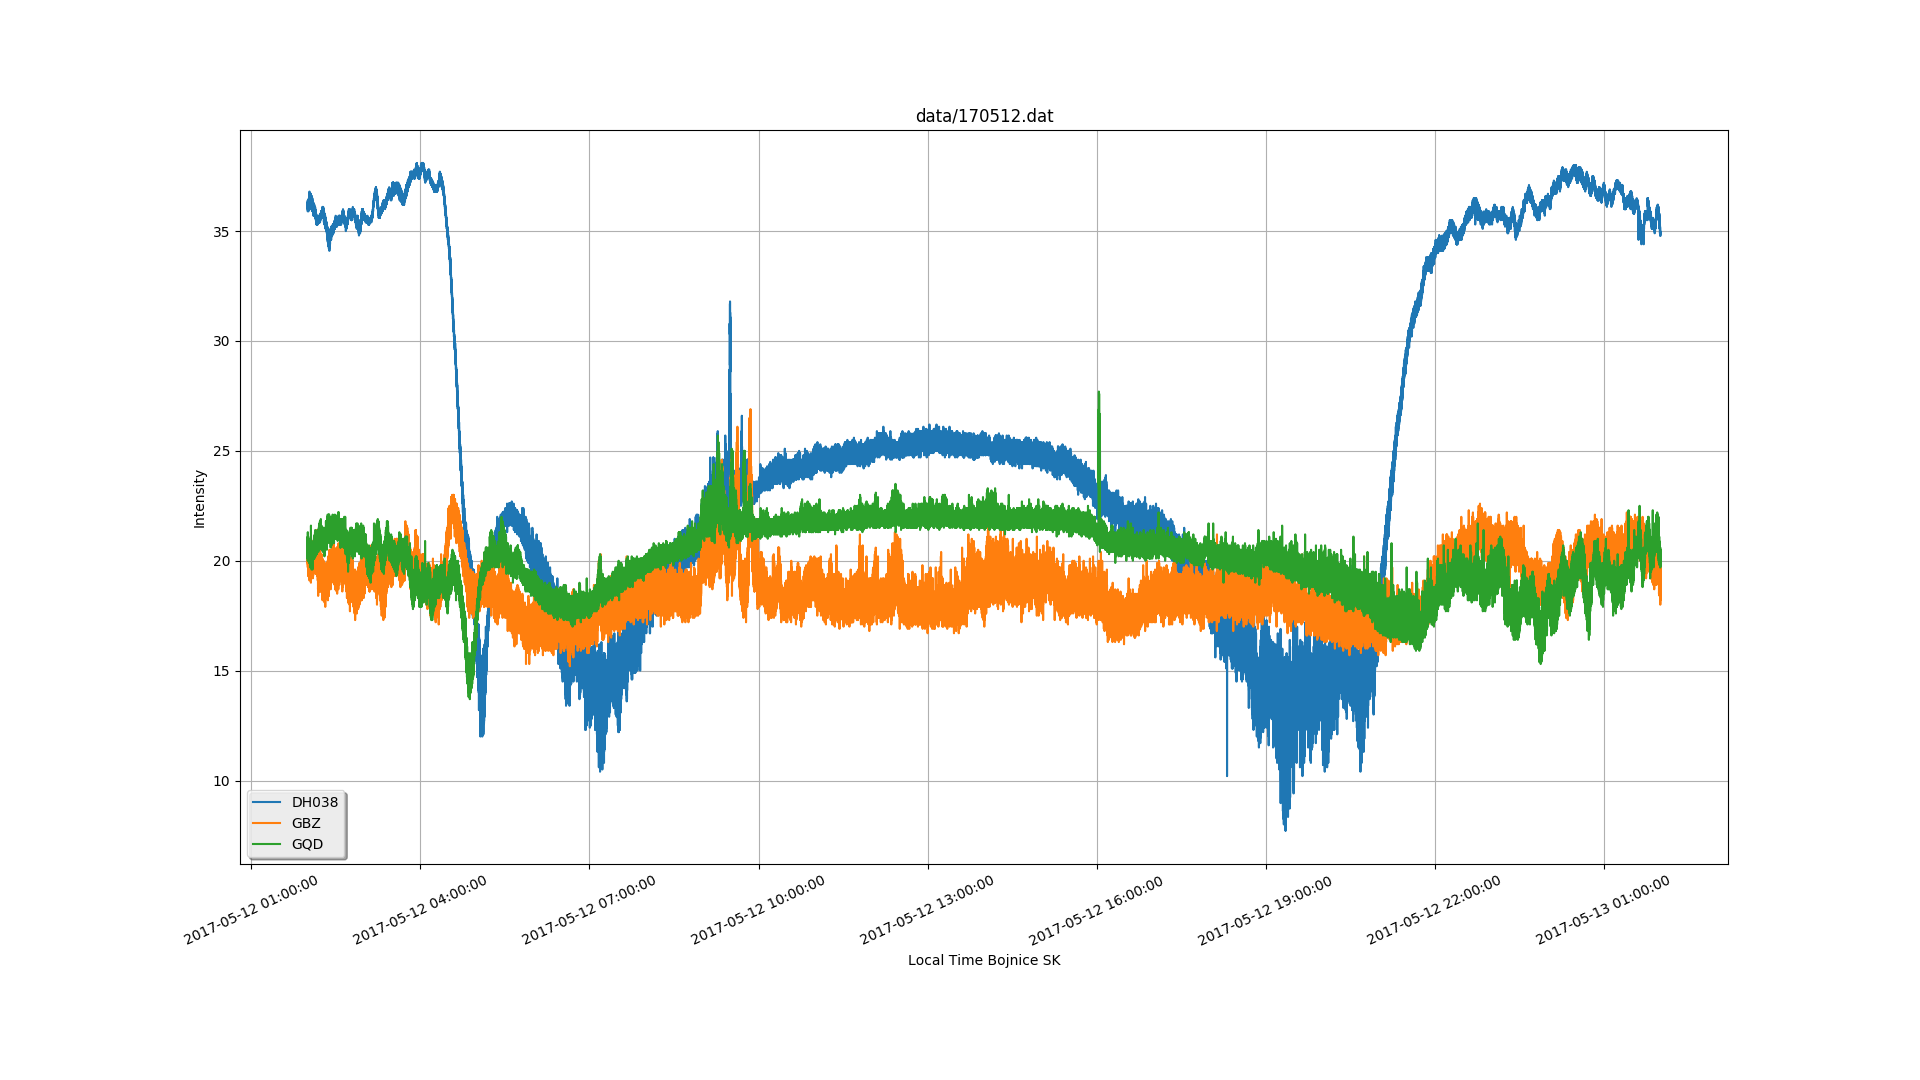 data/170512.dat
Intensity
35
30
25
20
15
10
DH038
GBZ
GQD
2017-05-12 01:00:00
2017-05-12 04:00:00
2017-05-12 07:00:00
2017-05-12 10:00:00
2017-05-12 13:00:00
2017-05-12 16:00:00
2017-05-12 19:00:00
2017-05-12 22:00:00
2017-05-13 01:00:00
Local Time Bojnice SK